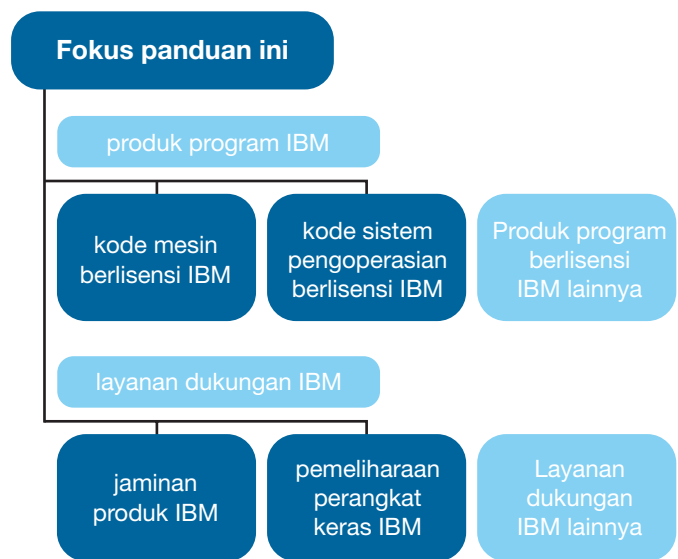 Fokus panduan ini
produk program IBM
kode mesin
berlisensi IBM
kode sistem
pengoperasian
berlisensi IBM
Produk program
berlisensi
IBM lainnya
layanan dukungan IBM
jaminan
produk IBM
pemeliharaan
perangkat
keras IBM
Layanan
dukungan
IBM lainnya